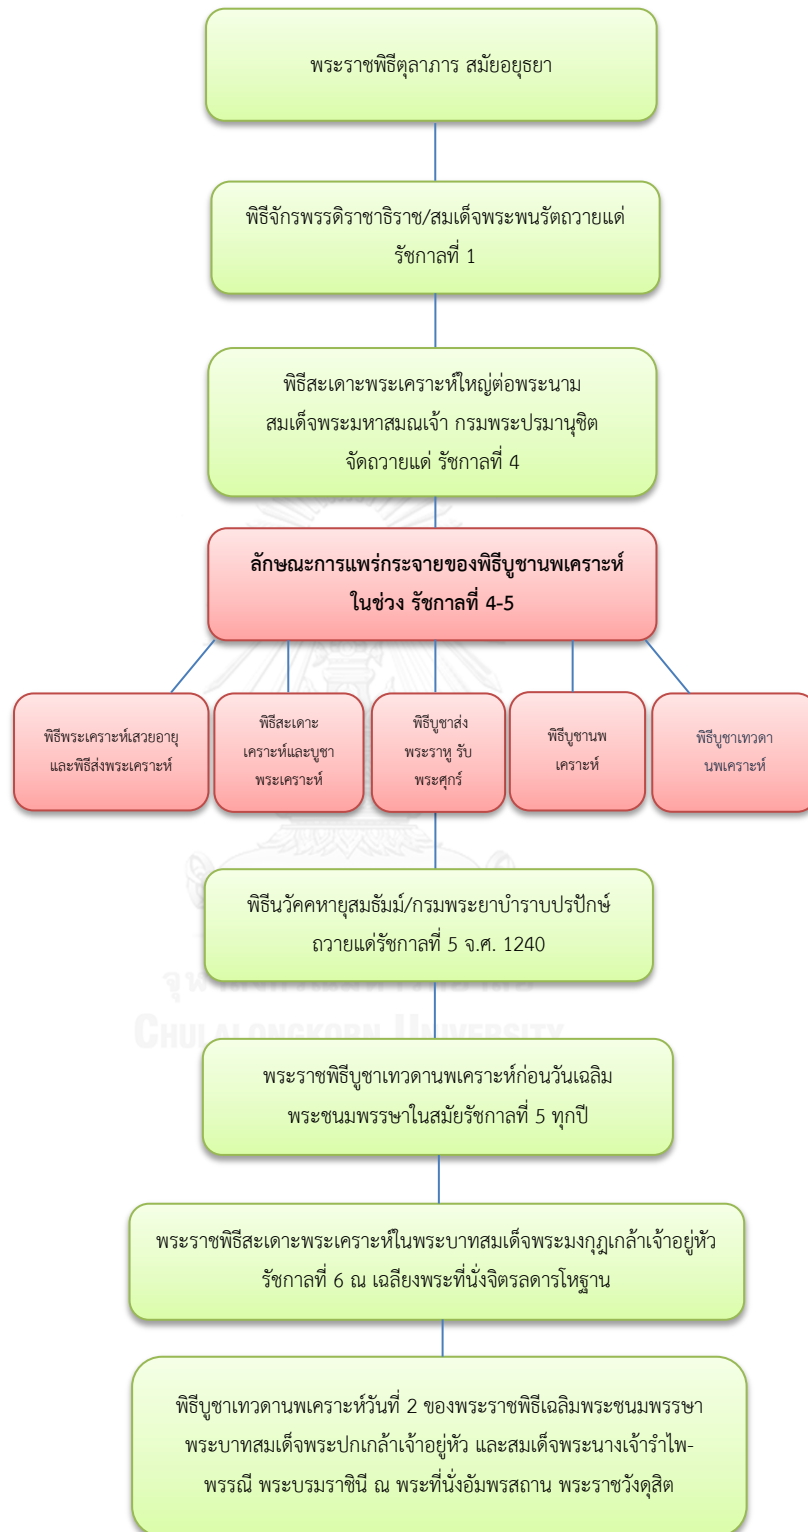 พระราชพิธีตุลาภาร สมัยอยุธยา
พิธีจักรพรรดิราชาธิราช/สมเด็จพระพนรัตถวายแด่
รัชกาลที่ 1
พิธีสะเดาะพระเคราะห์ใหญ่ต่อพระนาม
สมเด็จพระมหาสมณเจ้า กรมพระปรมานุชิต
จัดถวายแด่ รัชกาลที่ 4
ลักษณะการแพร่กระจายของพิธีบูชานพเคราะห์
ในช่วง รัชกาลที่ 4-5
พิธีพระเคราะห์เสวยอายุ
และพิธีส่งพระเคราะห์
พิธีสะเดาะ
เคราะห์และบูชา
พระเคราะห์
พิธีบูชาส่ง
พระราหู รับ
พระศุกร์
พิธีบูชานพ
เคราะห์
พิธีบูชาเทวดา
นพเคราะห์
พิธีนวัคคหายุสมธัมม์/กรมพระยาบำราบปรปักษ์
ถวายแด่รัชกาลที่ 5 จ.ศ. 1240
จุฬาลงกรณ์มหาวิทยาลัย
CHULALONGKORN UNIVERSITY
พระราชพิธีบูชาเทวดานพเคราะห์ก่อนวันเฉลิม
พระชนมพรรษาในสมัยรัชกาลที่ 5 ทุกปี
พระราชพิธีสะเดาะพระเคราะห์ในพระบาทสมเด็จพระมงกุฎเกล้าเจ้าอยู่หัว
รัชกาลที่ 6 ณ เฉลียงพระที่นั่งจิตรลดารโหฐาน
พิธีบูชาเทวดานพเคราะห์วันที่ 2 ของพระราชพิธีเฉลิมพระชนมพรรษา
พระบาทสมเด็จพระปกเกล้าเจ้าอยู่หัว และสมเด็จพระนางเจ้ารำไพ-
พรรณี พระบรมราชินี ณ พระที่นั่งอัมพรสถาน พระราชวังดุสิต